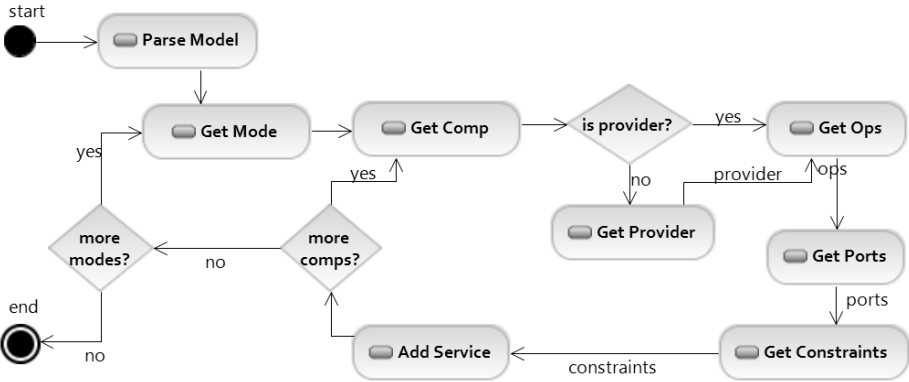 start
Parse Model
Get Mode
Get Comp
is provider?
yes
Get Ops
yes
yes
no
provider
ops
Get Provider
more
modes?
no
more
comps?
Get Ports
end
ports
no
Add Service
constraints
Get Constraints